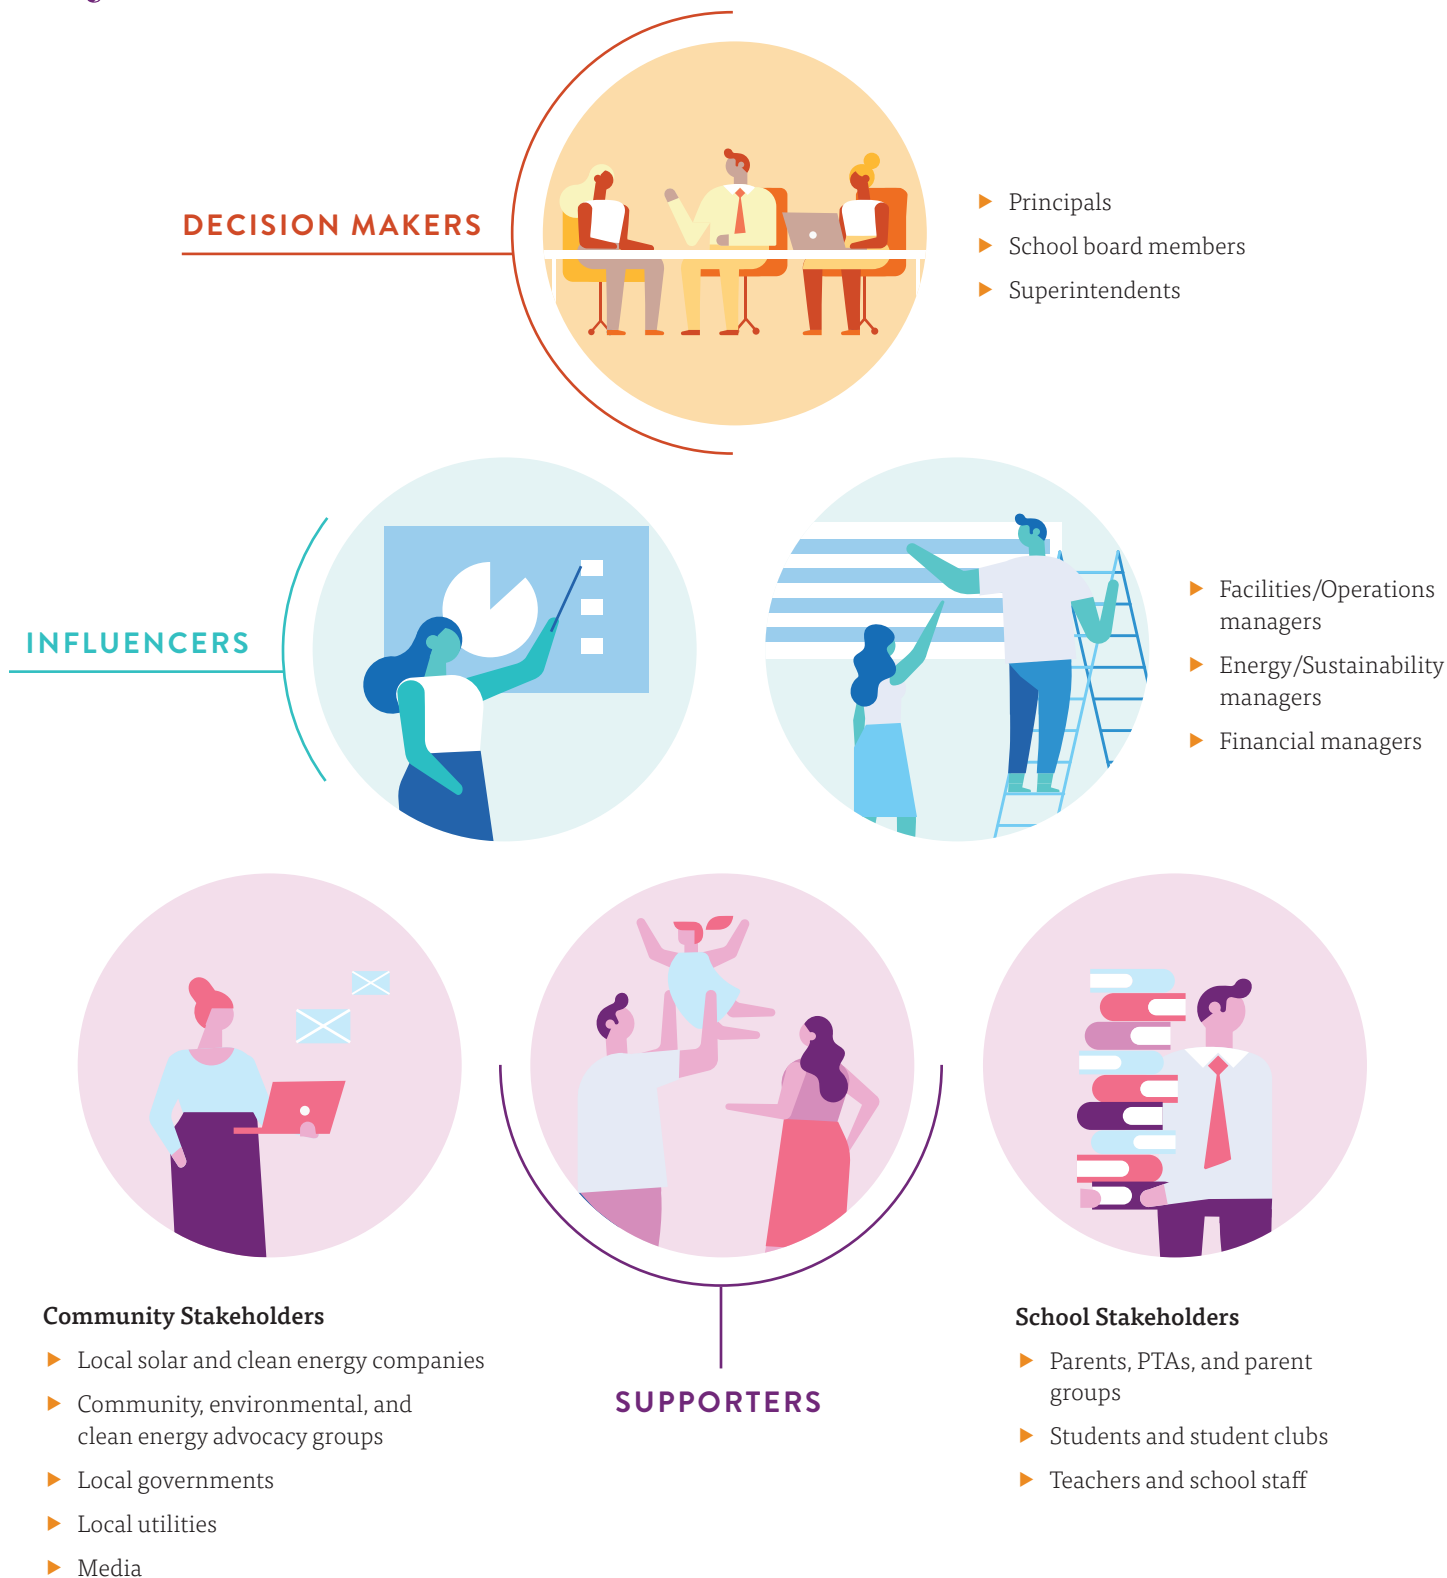 DECISION MAKERS
Principals
School board members
Superintendents
INFLUENCERS
Facilities/Operations
managers
Energy/Sustainability
managers
Financial managers
Community Stakeholders
Local solar and clean energy companies
Community, environmental, and
clean energy advocacy groups
Local governments
Local utilities
Media
SUPPORTERS
School Stakeholders
Parents, PTAs, and parent
groups
Students and student clubs
Teachers and school staff